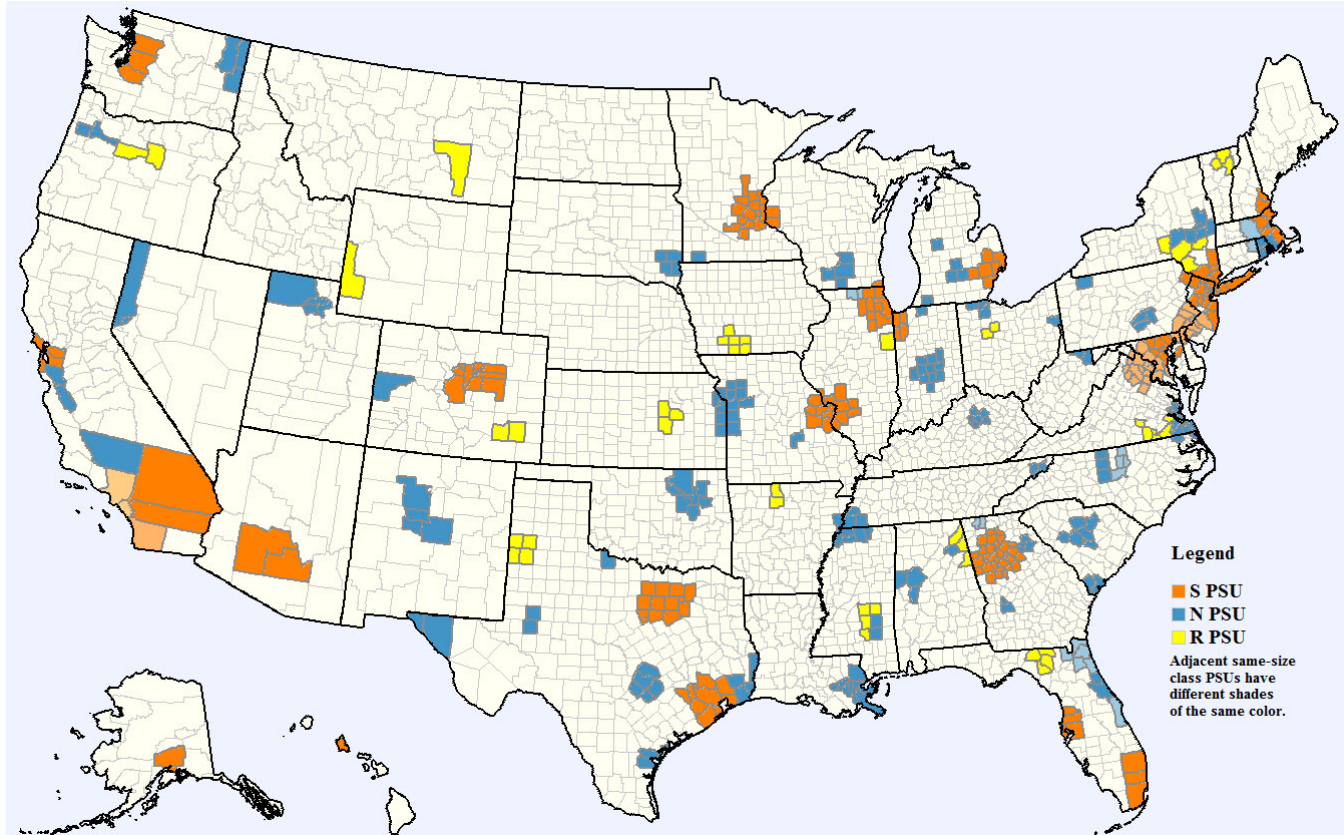 Legend
S PSU
N PSU
R PSU
Adjacent same-size
class PSUs have
different shades
of the same color.